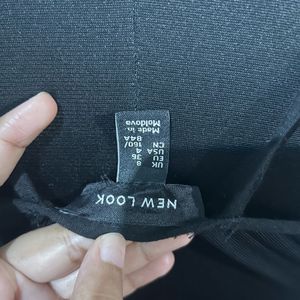 UK 8
EU 36
USA 4
CN 160/
84A
Made in
Moldova
NEW LOOK